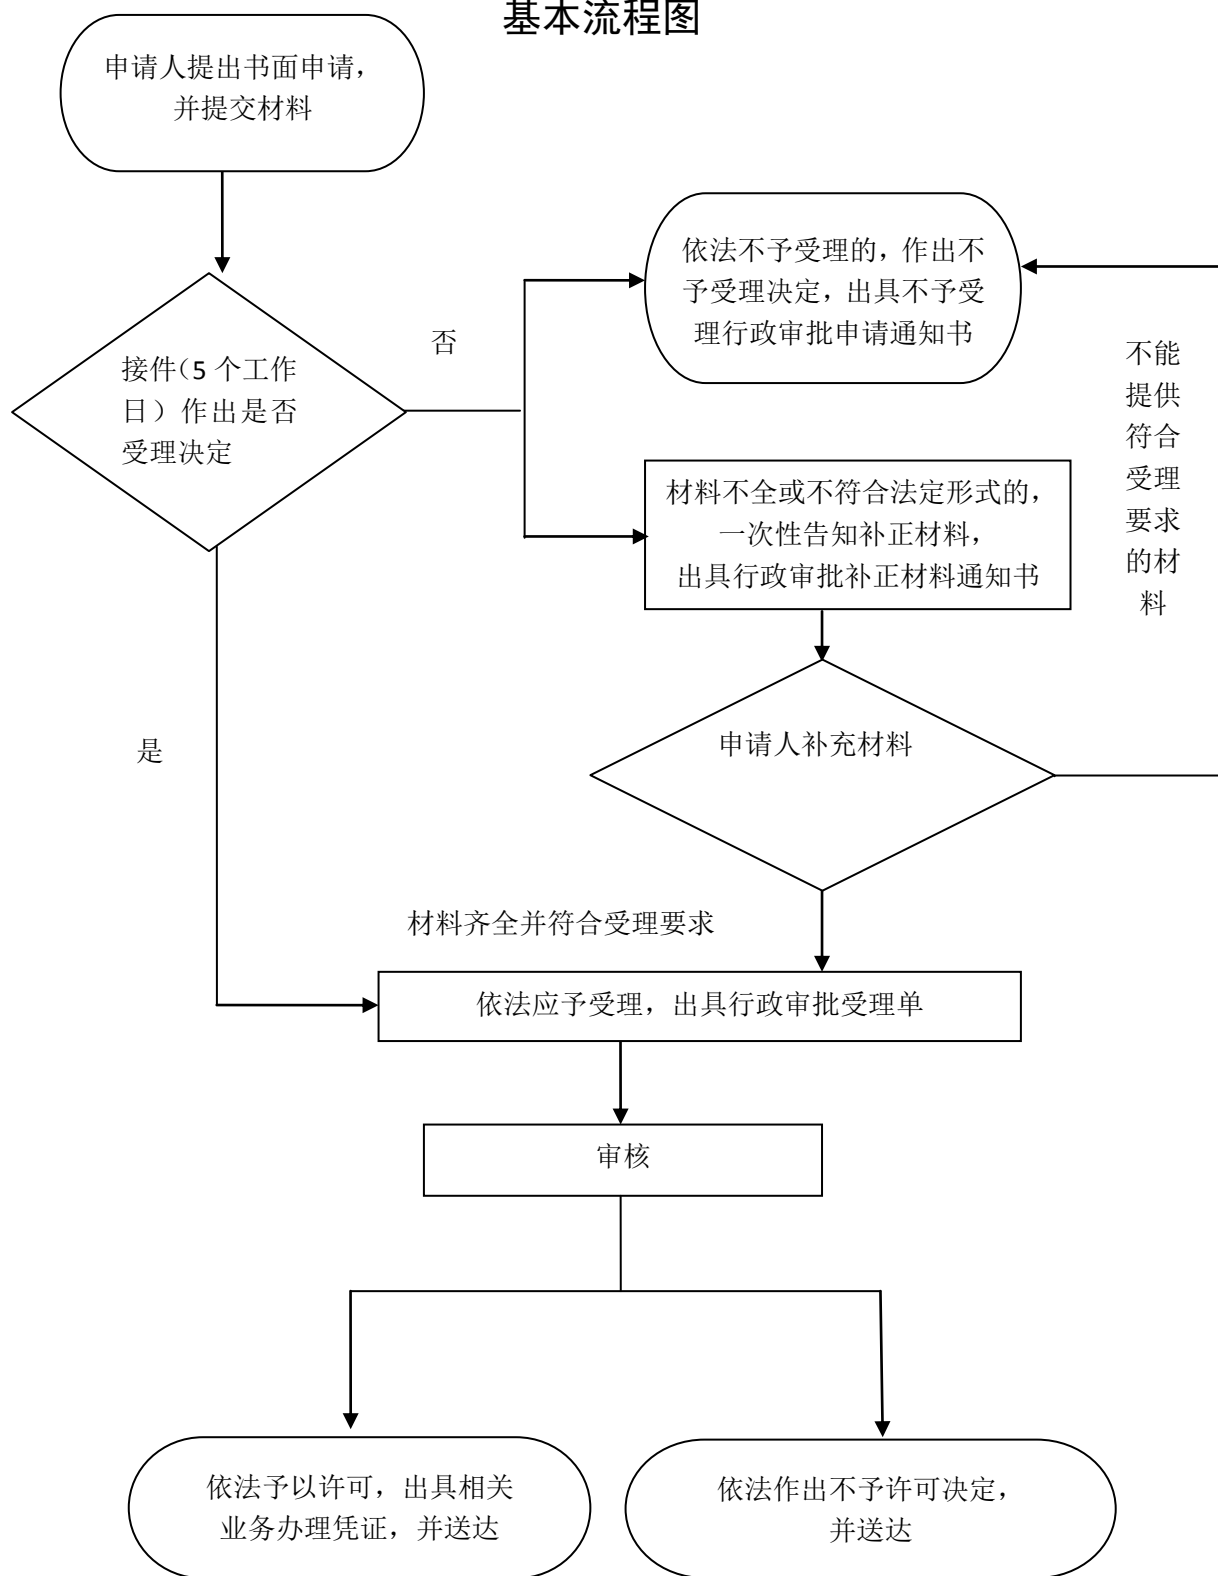 基本流程图
申请人提出书面申请，
并提交材料
依法不予受理的，作出不
予受理决定，出具不予受
理行政审批申请通知书
否
接件（5 个工作
日）作出是否
受理决定
不能
提供
符合
受理
要求
的材
料
材料不全或不符合法定形式的，
一次性告知补正材料，
出具行政审批补正材料通知书
是
申请人补充材料
材料齐全并符合受理要求
依法应予受理，出具行政审批受理单
审核
依法予以许可，出具相关
业务办理凭证，并送达
依法作出不予许可决定，
并送达